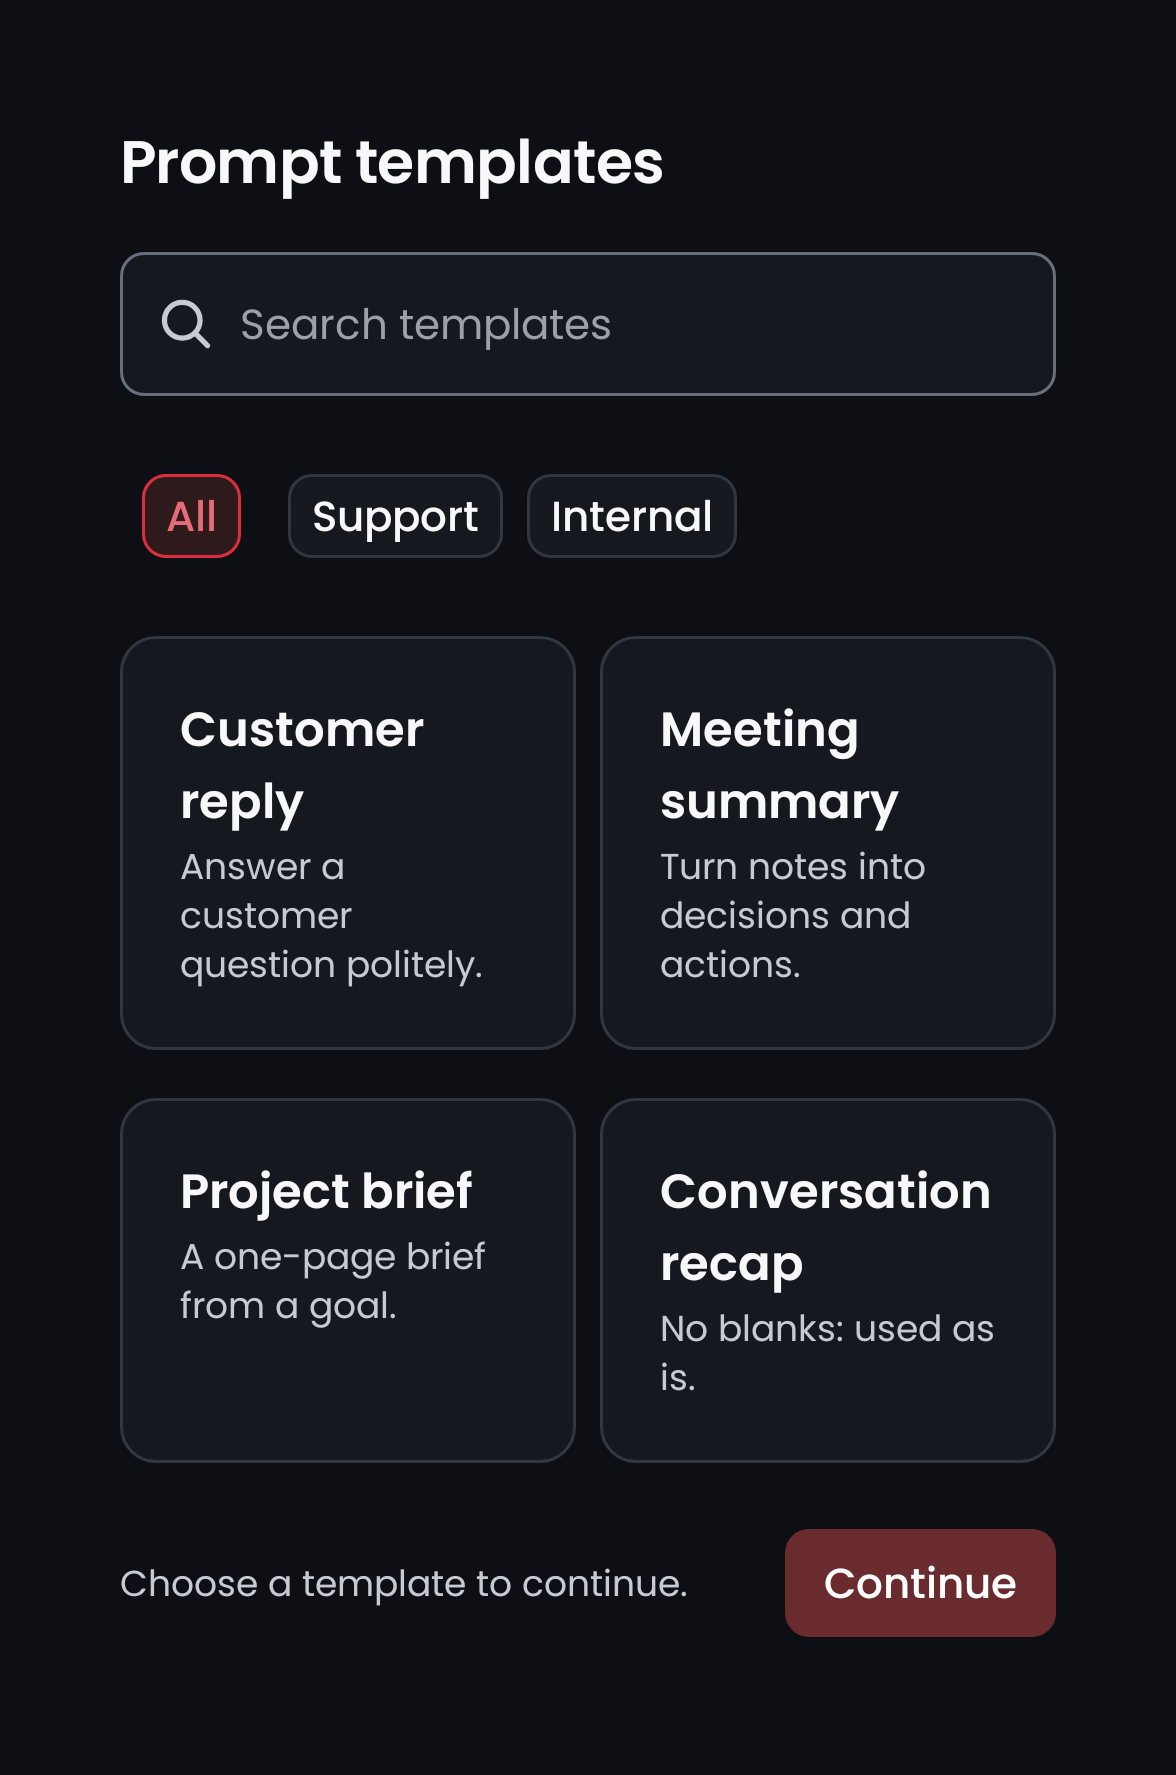 Prompt templates
Search templates
All
Support
Internal
Customer
reply
Answer a
customer
question politely.
Meeting
summary
Turn notes into
decisions and
actions.
Project brief
A one-page brief
from a goal.
Conversation
recap
No blanks: used as
is.
Choose a template to continue.
Continue